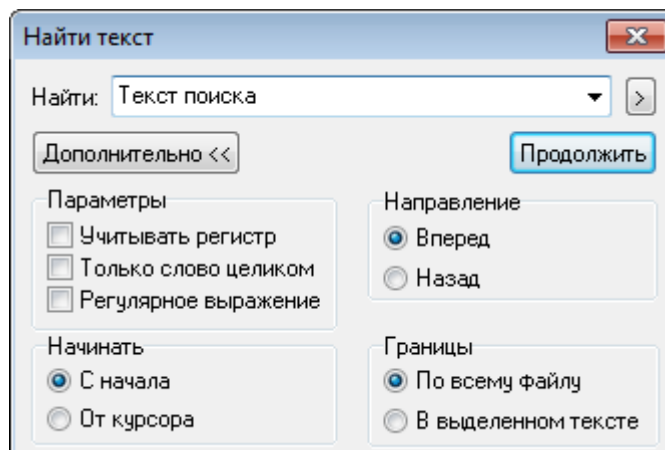 Найти текст
Найти: Текст поиска >
Дополнительно << Продолжить
Параметры
Учитывать регистр
Только слово целиком
Регулярное выражение
Направление
Вперед
Назад
Начинать
С начала
От курсора
Границы
По всему файлу
В выделенном тексте